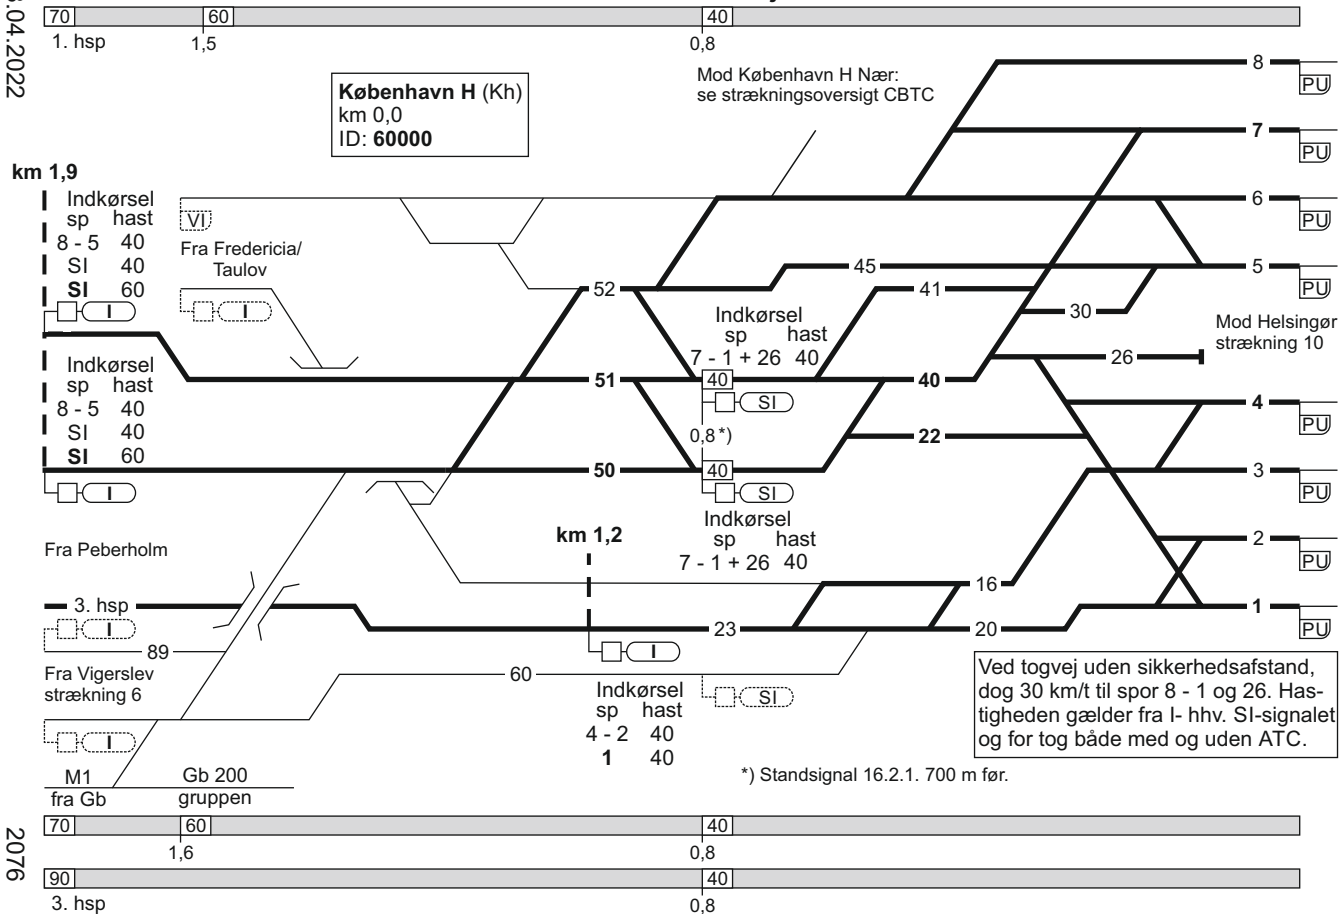 70
60
40
1. hsp
1,5
0,8
.04.2022
København H (Kh)
km 0,0
ID: 60000
Mod København H Nær:
se strækningsoversigt CBTC
8
PU
7
PU
6
PU
5
PU
km 1,9
Indkørsel
sp hast
8 - 5 40
SI 40
SI 60
I
VI
Fra Fredericia/
Taulov
I
52
45
41
30
26
Mod Helsingør
strækning 10
Indkørsel
sp hast
7 - 1 + 26 40
51
40
40
SI
Indkørsel
sp hast
8 - 5 40
SI 40
SI 60
I
0,8 *)
22
50
40
SI
Indkørsel
sp hast
7 - 1 + 26 40
4
PU
3
PU
2
PU
1
PU
Fra Peberholm
km 1,2
3. hsp
I
89
16
23
20
I
Fra Vigerslev
strækning 6
I
60
SI
Indkørsel
sp hast
4 - 2 40
1 40
Ved togvej uden sikkerhedsafstand,
dog 30 km/t til spor 8 - 1 og 26. Has-
tigheden gælder fra I- hhv. SI-signalet
og for tog både med og uden ATC.
*) Standsignal 16.2.1. 700 m før.
M1
fra Gb
Gb 200
gruppen
70
60
40
1,6
0,8
2076
90
40
3. hsp
0,8